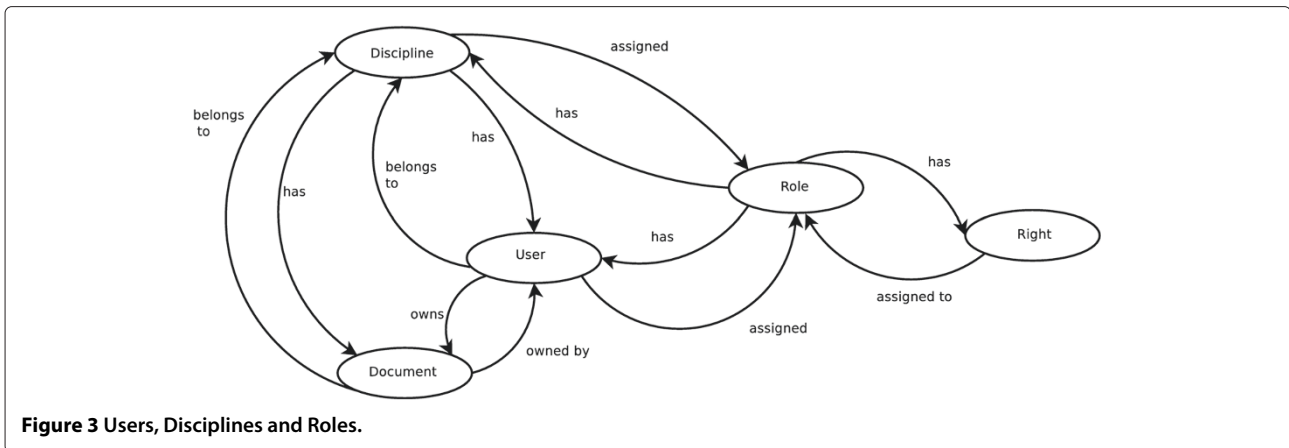 Discipline
assigned
belongs
to
has
has
has
belongs
to
Role
has
Right
has
User
assigned to
owns
assigned
owned by
Document
Figure 3 Users, Disciplines and Roles.